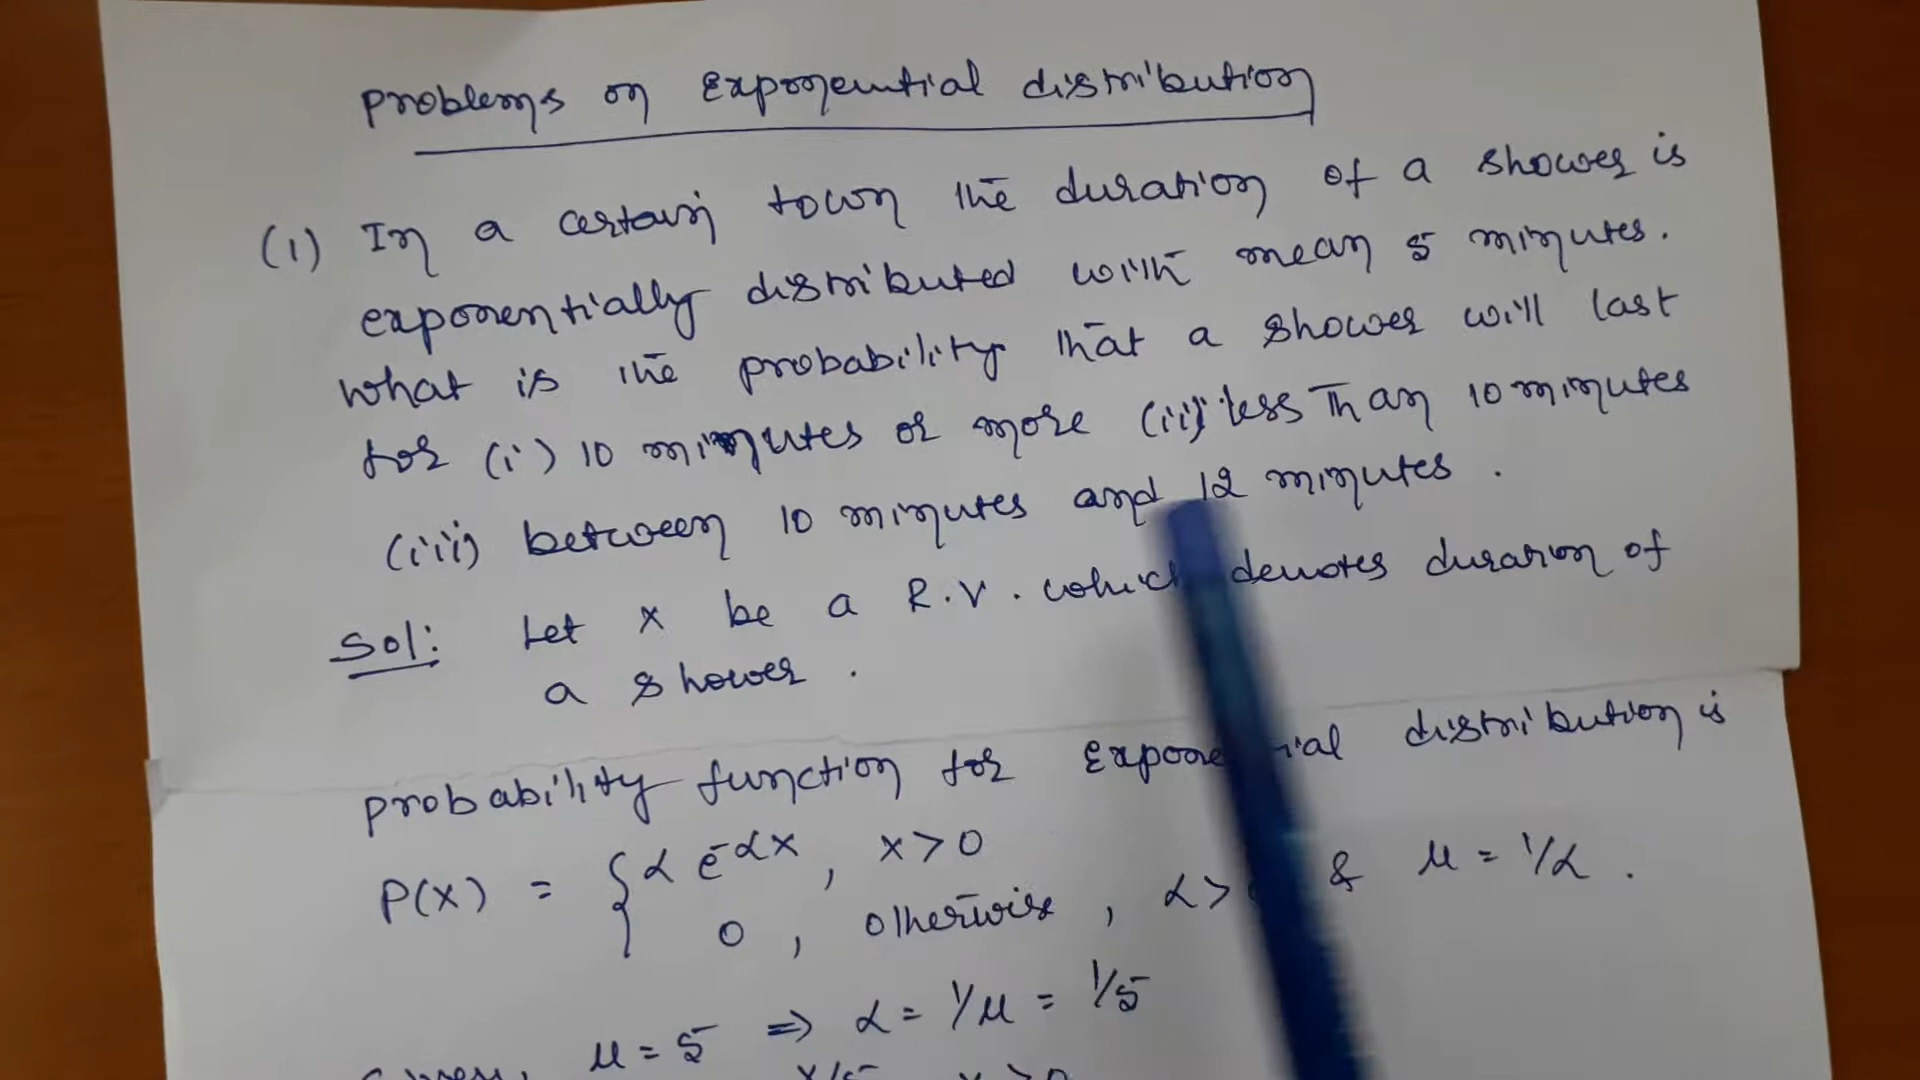 Problems on Exponential distribution
(1) In a certain town the duration of a shower is
exponentially distributed with mean 5 minutes.
What is the probability that a shower will last
for (i) 10 minutes or more (ii) less than 10 minutes
(iii) between 10 minutes and 12 minutes.
Sol: Let x be a R.V. which denotes duration of
a shower.
probability function for Expone ial distribution is
P(x) = { α e^-αx, x>0
0, otherwise, α> & μ = 1/α.
μ = 5 ⇒ α = 1/μ = 1/5